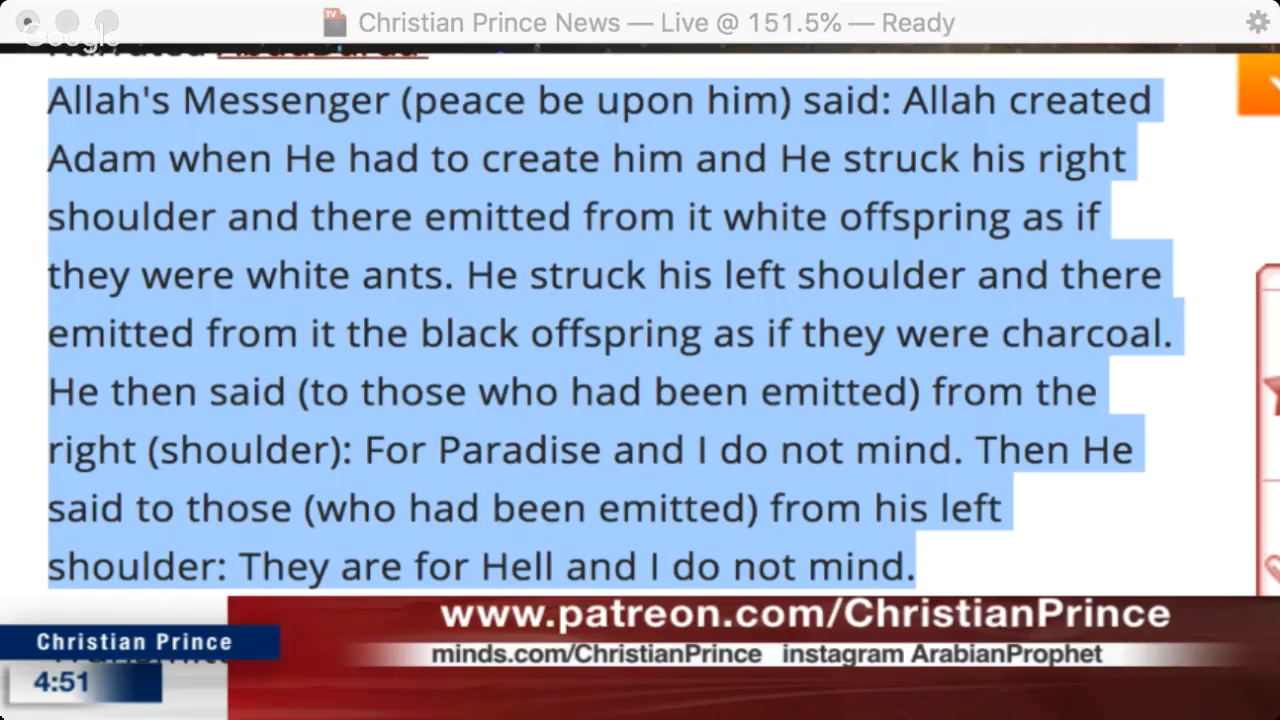 Christian Prince News — Live @ 151.5% — Ready
Google
Narrated
Allah's Messenger (peace be upon him) said: Allah created
Adam when He had to create him and He struck his right
shoulder and there emitted from it white offspring as if
they were white ants. He struck his left shoulder and there
emitted from it the black offspring as if they were charcoal.
He then said (to those who had been emitted) from the
right (shoulder): For Paradise and I do not mind. Then He
said to those (who had been emitted) from his left
shoulder: They are for Hell and I do not mind.
www.patreon.com/ChristianPrince
Christian Prince
minds.com/ChristianPrince instagram ArabianProphet
4:51